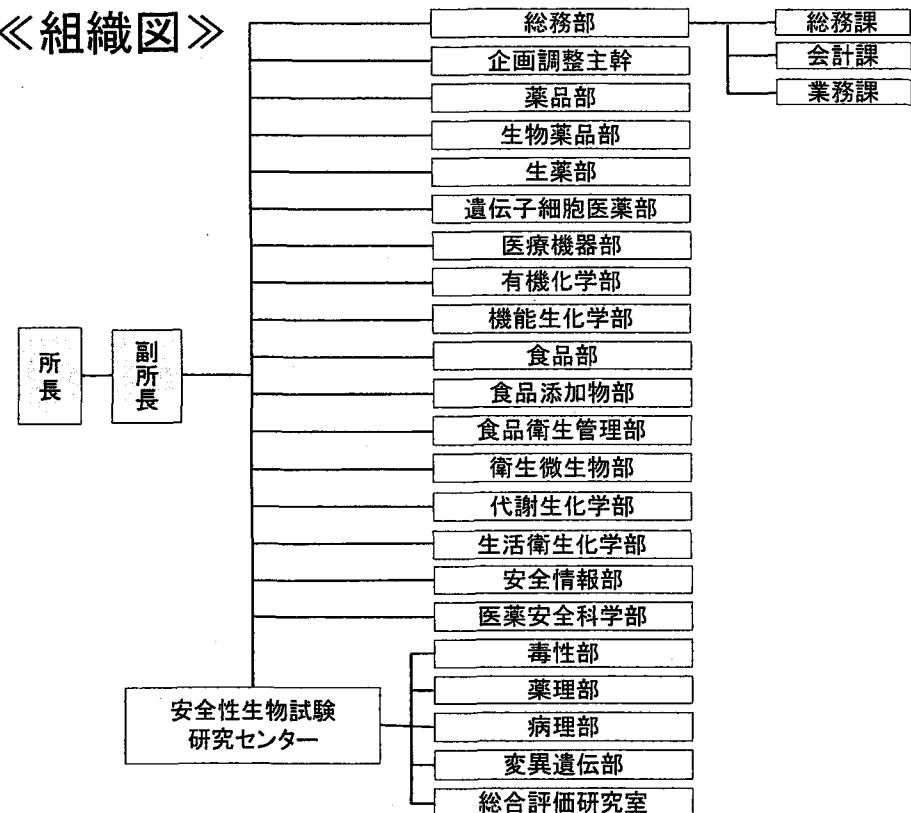 ≪組織図≫
総務部
総務課
会計課
業務課
企画調整主幹
薬品部
生物薬品部
生薬部
遺伝子細胞医薬部
医療機器部
有機化学部
機能生化学部
食品部
食品添加物部
食品衛生管理部
衛生微生物部
代謝生化学部
生活衛生化学部
安全情報部
医薬安全科学部
所長
副所長
安全性生物試験
研究センター
毒性部
薬理部
病理部
変異遺伝部
総合評価研究室